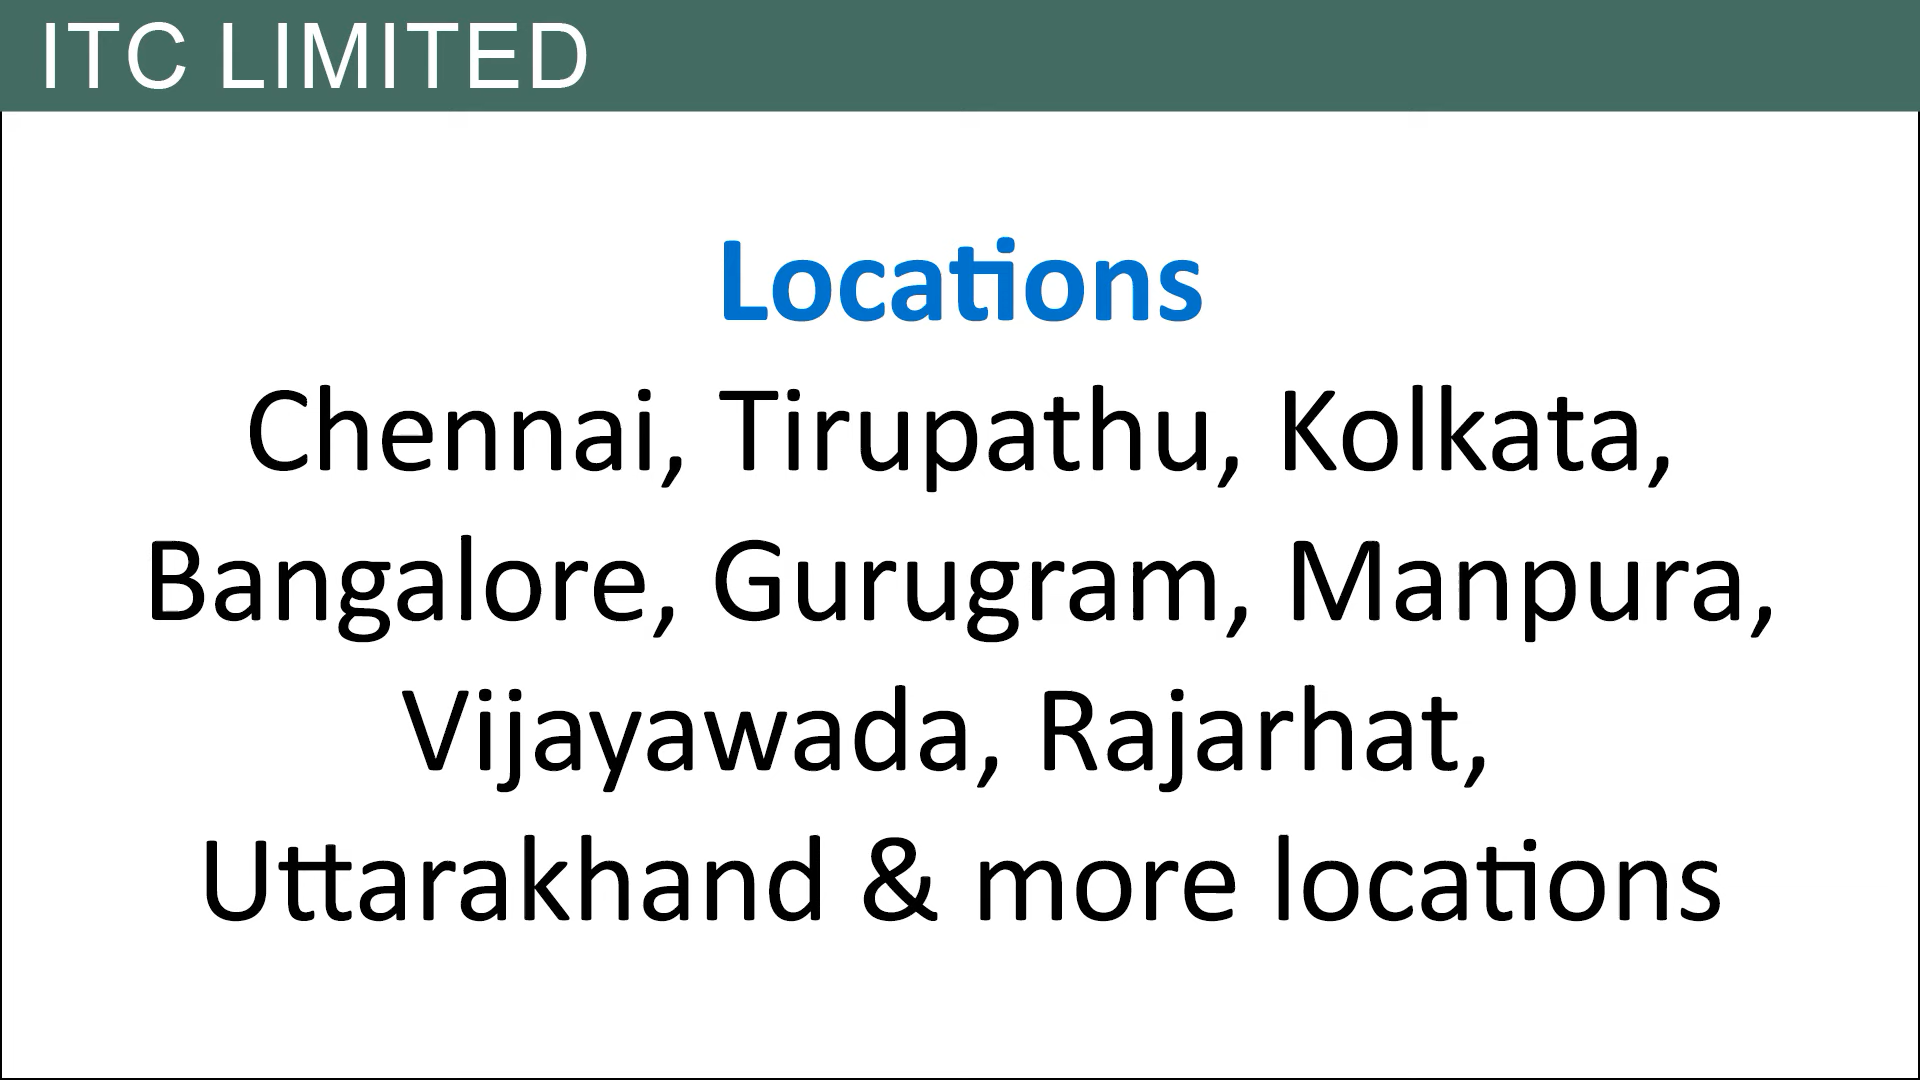 ITC LIMITED
Locations
Chennai, Tirupathu, Kolkata,
Bangalore, Gurugram, Manpura,
Vijayawada, Rajarhat,
Uttarakhand & more locations